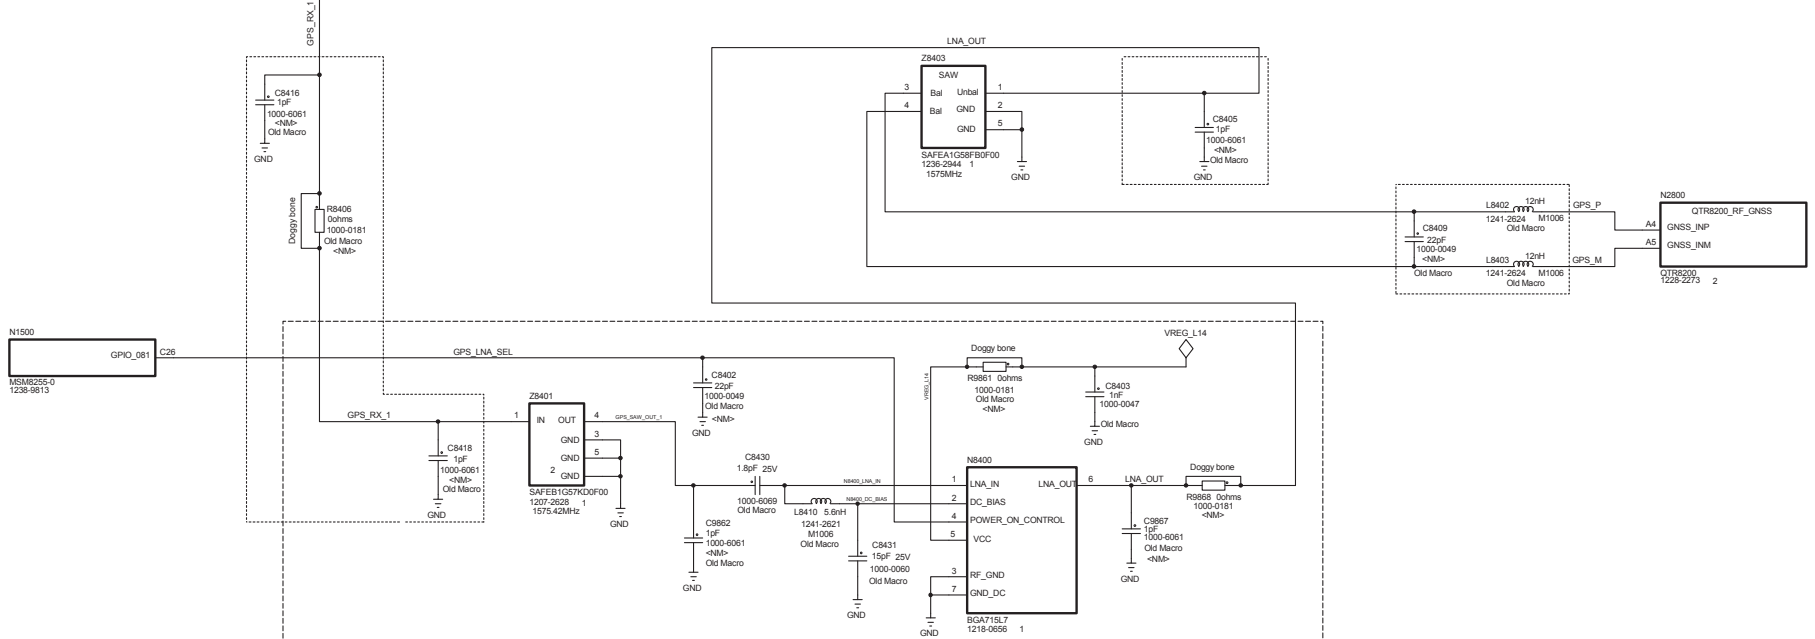 GPS_RX_1
C8416
1pF
1000-6061
<NM>
Old Macro
GND
Doggy bone
R8406
0ohms
1000-0181
Old Macro
<NM>
LNA_OUT
Z8403
SAW
3 Bal Unbal 1
4 Bal GND 2
GND 5
SAFEA1G58FB0F00
1236-2944 1
1575MHz
GND
C8405
1pF
1000-6061
<NM>
Old Macro
GND
L8402 12nH
1241-2624 M1006
Old Macro
GPS_P
C8409
22pF
1000-0049
<NM>
Old Macro
L8403 12nH
1241-2624 M1006
Old Macro
GPS_M
N2800
QTR8200_RF_GNSS
A4 GNSS_INP
A5 GNSS_INM
QTR8200
1228-2273 2
N1500
GPIO_081 C26
MSM8255-0
1238-9813
GPS_LNA_SEL
C8402
22pF
1000-0049
Old Macro
<NM>
GND
VREG_L14
Doggy bone
R9861 0ohms
1000-0181
Old Macro
<NM>
VREG_L14
C8403
1nF
1000-0047
Old Macro
GND
GPS_RX_1
C8418
1pF
1000-6061
<NM>
Old Macro
GND
Z8401
1 IN OUT 4
GND 3
GND 5
2 GND
SAFEB1G57KD0F00
1207-2628 1
1575.42MHz
GND
GPS_SAW_OUT_1
C9862
1pF
1000-6061
<NM>
Old Macro
GND
C8430
1.8pF 25V
1000-6069
Old Macro
N8400_LNA_IN
L8410 5.6nH
1241-2621
M1006
Old Macro
N8400_DC_BIAS
C8431
15pF 25V
1000-0060
Old Macro
GND
N8400
1 LNA_IN LNA_OUT 6
2 DC_BIAS
4 POWER_ON_CONTROL
5 VCC
3 RF_GND
7 GND_DC
BGA715L7
1218-0656 1
GND
LNA_OUT
Doggy bone
R9868 0ohms
1000-0181
<NM>
C9867
1pF
1000-6061
Old Macro
<NM>
GND